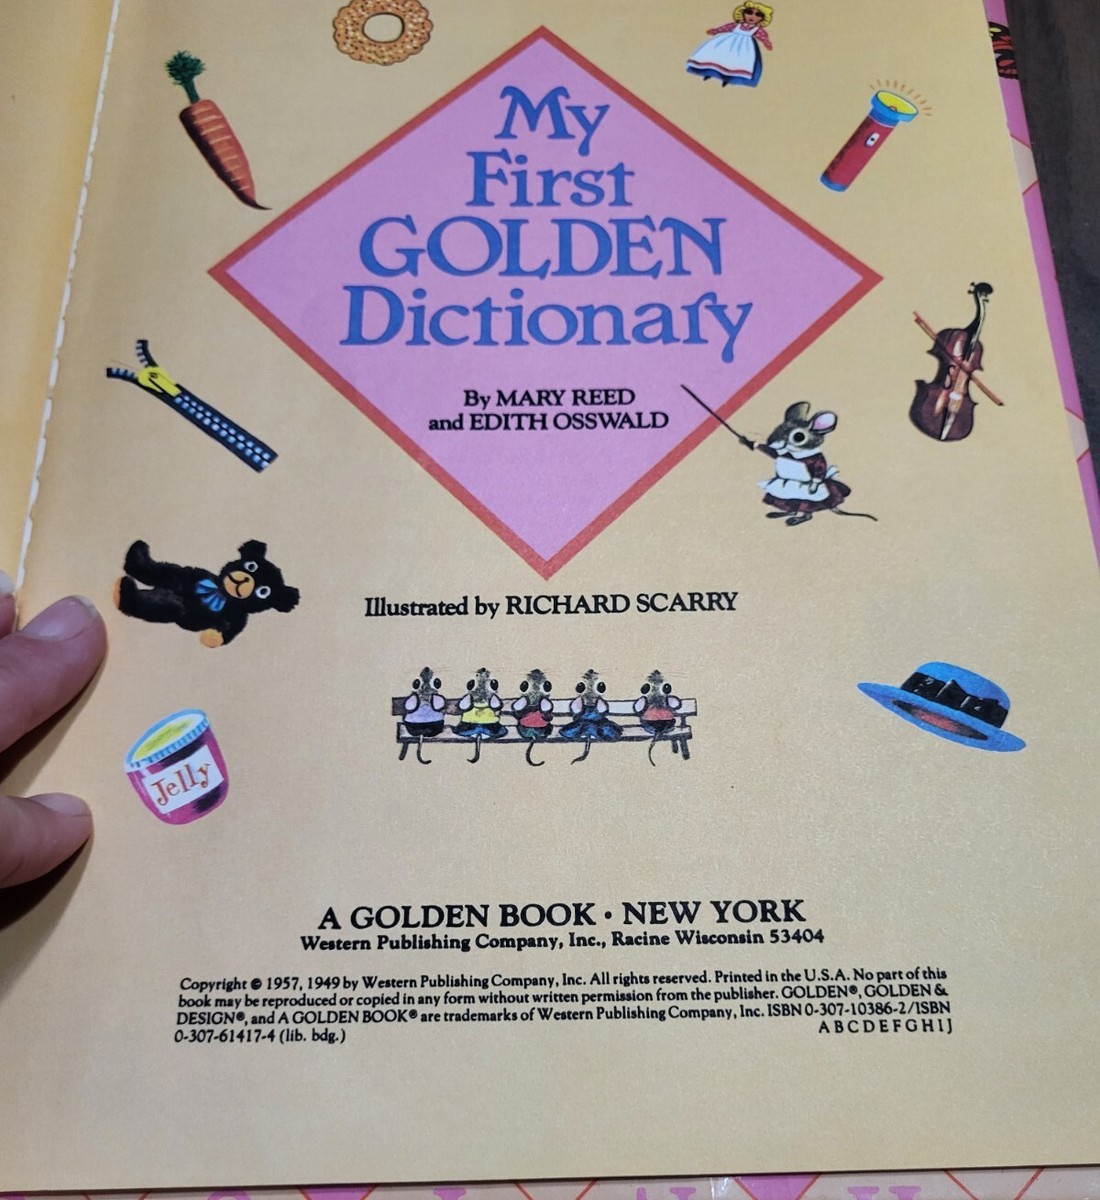 My
First
GOLDEN
Dictionary
By MARY REED
and EDITH OSSWALD
Illustrated by RICHARD SCARRY
Jelly
A GOLDEN BOOK • NEW YORK
Western Publishing Company, Inc., Racine Wisconsin 53404
Copyright © 1957, 1949 by Western Publishing Company, Inc. All rights reserved. Printed in the U.S.A. No part of this
book may be reproduced or copied in any form without written permission from the publisher. GOLDEN®, GOLDEN &
DESIGN®, and A GOLDEN BOOK® are trademarks of Western Publishing Company, Inc. ISBN 0-307-10386-2/ISBN
0-307-61417-4 (lib. bdg.)
A B C D E F G H I J